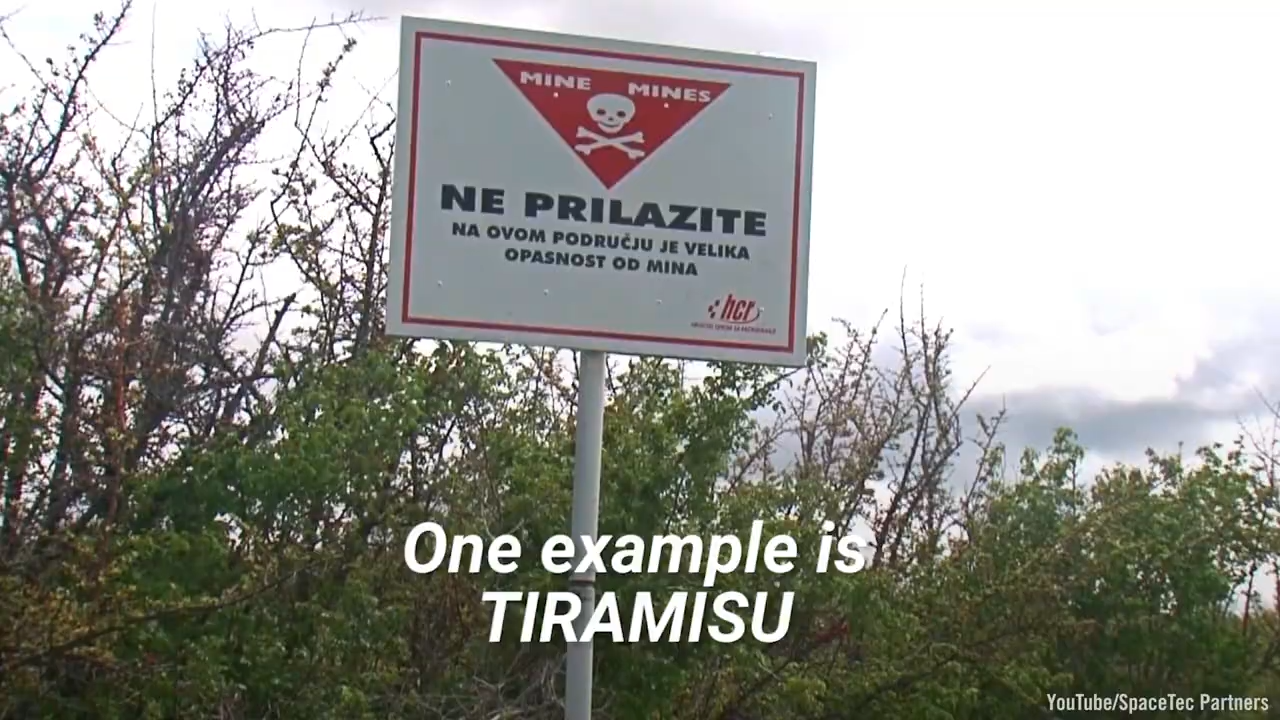 MINE MINES
NE PRILAZITE
NA OVOM PODRUČJU JE VELIKA
OPASNOST OD MINA
hcr
One example is
TIRAMISU
YouTube/SpaceTec Partners